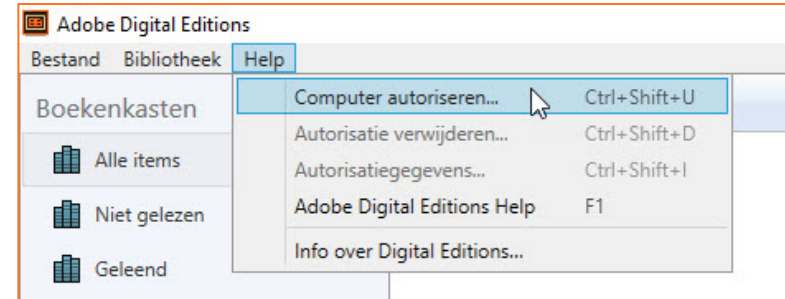 Adobe Digital Editions
Bestand Bibliotheek Help
Boekenkasten
Alle items
Niet gelezen
Geleend
Computer autoriseren... Ctrl+Shift+U
Autorisatie verwijderen... Ctrl+Shift+D
Autorisatiegegevens... Ctrl+Shift+I
Adobe Digital Editions Help F1
Info over Digital Editions...